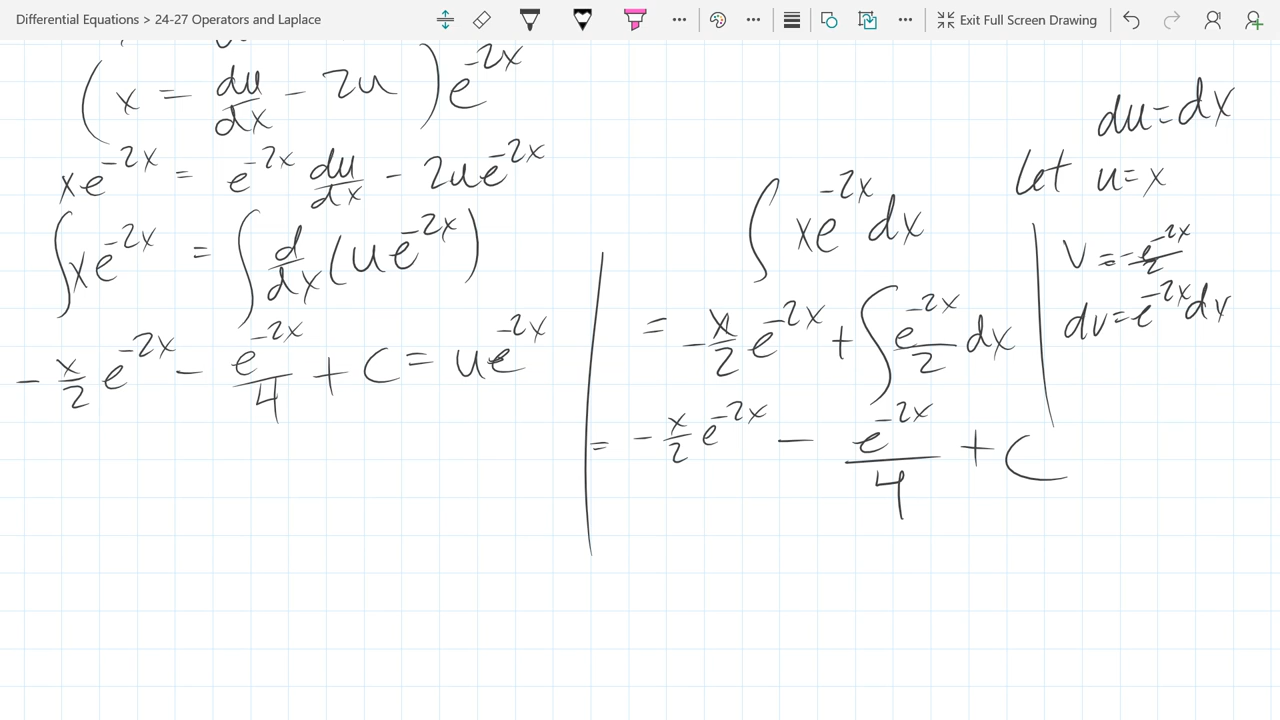 Differential Equations > 24-27 Operators and Laplace
Exit Full Screen Drawing
(x = du/dx - 2u) e^{-2x}
xe^{-2x} = e^{-2x} du/dx - 2ue^{-2x}
∫xe^{-2x} = ∫ d/dx (ue^{-2x})
- x/2 e^{-2x} - e^{-2x}/4 + C = ue^{-2x}
du = dx
Let u = x
∫ xe^{-2x} dx
v = -e^{-2x}/2
dv = e^{-2x} dx
= - x/2 e^{-2x} + ∫ e^{-2x}/2 dx
= - x/2 e^{-2x} - e^{-2x}/4 + C